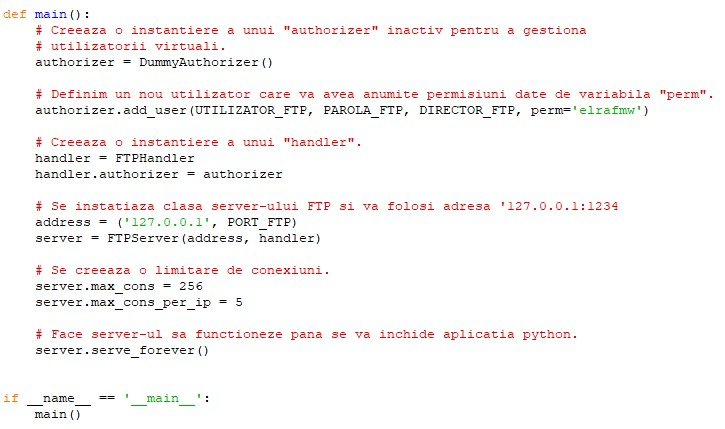 def main():
    # Creeaza o instantiere a unui "authorizer" inactiv pentru a gestiona
    # utilizatorii virtuali.
    authorizer = DummyAuthorizer()
    # Definim un nou utilizator care va avea anumite permisiuni date de variabila "perm".
    authorizer.add_user(UTILIZATOR_FTP, PAROLA_FTP, DIRECTOR_FTP, perm='elrafmw')
    # Creeaza o instantiere a unui "handler".
    handler = FTPHandler
    handler.authorizer = authorizer
    # Se instatiaza clasa server-ului FTP si va folosi adresa '127.0.0.1:1234
    address = ('127.0.0.1', PORT_FTP)
    server = FTPServer(address, handler)
    # Se creeaza o limitare de conexiuni.
    server.max_cons = 256
    server.max_cons_per_ip = 5
    # Face server-ul sa functioneze pana se va inchide aplicatia python.
    server.serve_forever()
if __name__ == '__main__':
    main()